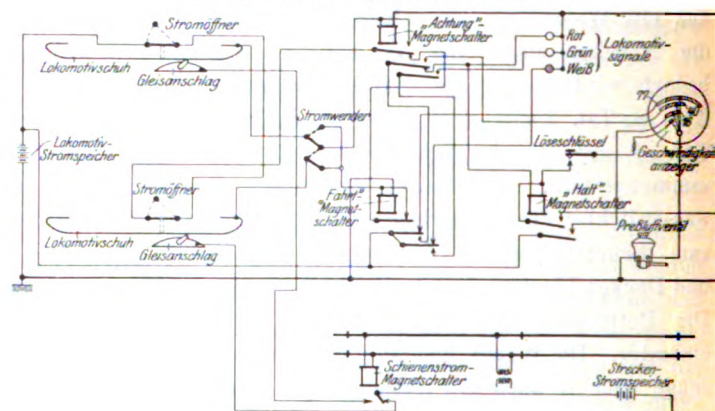 Stromöffner
Lokomotivschuh
Gleisanschlag
„Achtung"-
Magnetschalter
Rot
Grün
Weiß
Lokomotiv-
signale
Stromwender
Lokomotiv-
Stromspeicher
Löseschlüssel
Geschwindigkeit
anzeiger
Stromöffner
Lokomotivschuh
Gleisanschlag
„Fahrt"
Magnet-
schalter
„Halt"-
Magnetschalter
Preßluftventil
Schienenstrom-
Magnetschalter
Strecken-
Stromspeicher